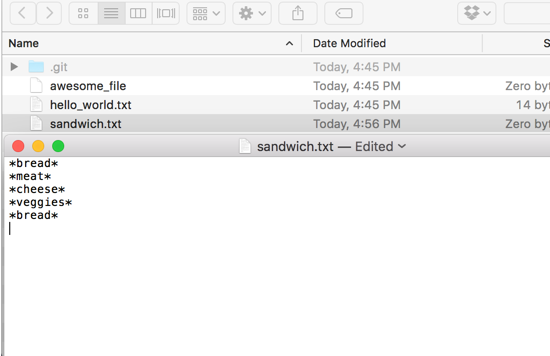 Name Date Modified S
.git Today, 4:45 PM
awesome_file Today, 4:45 PM Zero byt
hello_world.txt Today, 4:45 PM 14 byt
sandwich.txt Today, 4:56 PM Zero byt
sandwich.txt — Edited
*bread*
*meat*
*cheese*
*veggies*
*bread*